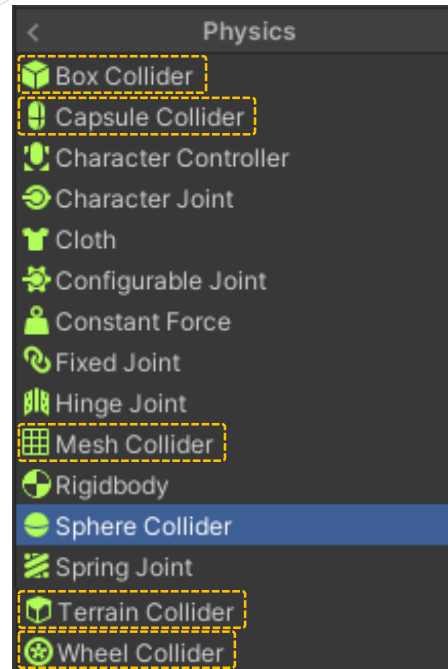 Physics
Box Collider
Capsule Collider
Character Controller
Character Joint
Cloth
Configurable Joint
Constant Force
Fixed Joint
Hinge Joint
Mesh Collider
Rigidbody
Sphere Collider
Spring Joint
Terrain Collider
Wheel Collider